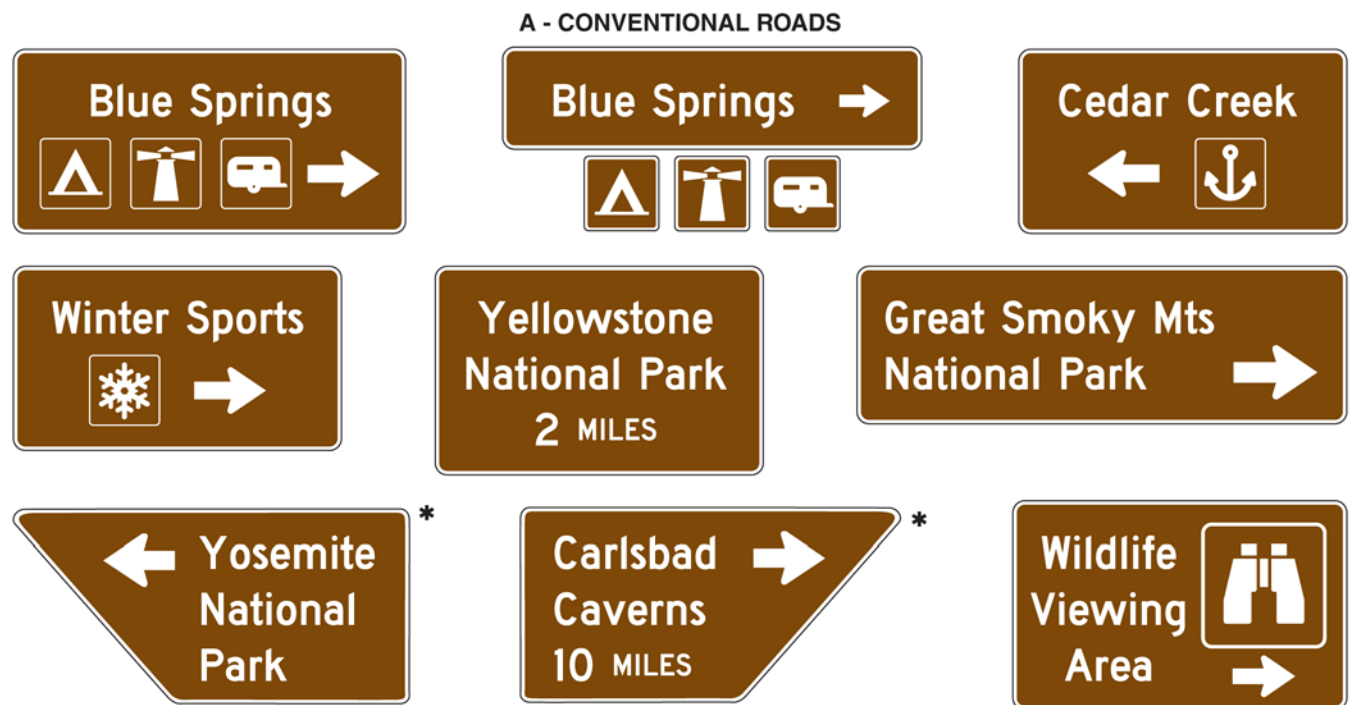 A - CONVENTIONAL ROADS
Blue Springs
Blue Springs
Cedar Creek
Winter Sports
Yellowstone
National Park
2 MILES
Great Smoky Mts
National Park
Yosemite
National
Park
*
Carlsbad
Caverns
10 MILES
*
Wildlife
Viewing
Area